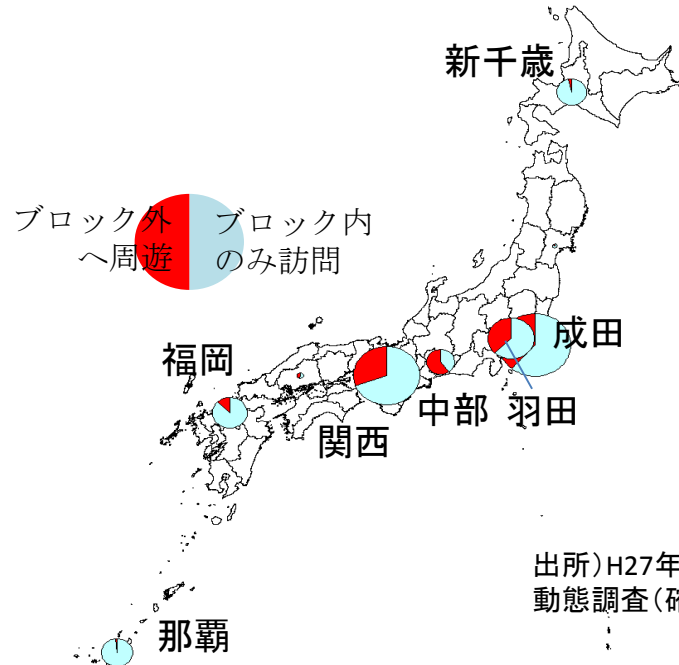 新千歳
ブロック外
へ周遊
ブロック内
のみ訪問
成田
福岡
中部 羽田
関西
出所)H27年
動態調査(確
那覇